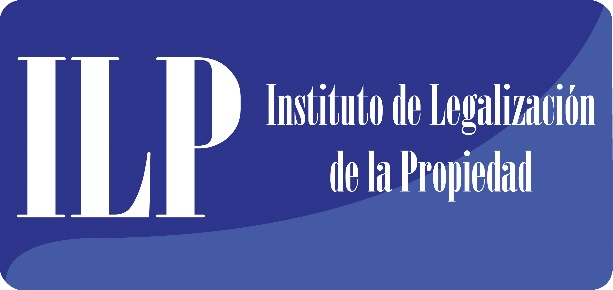 ILP
Instituto de Legalización
de la Propiedad